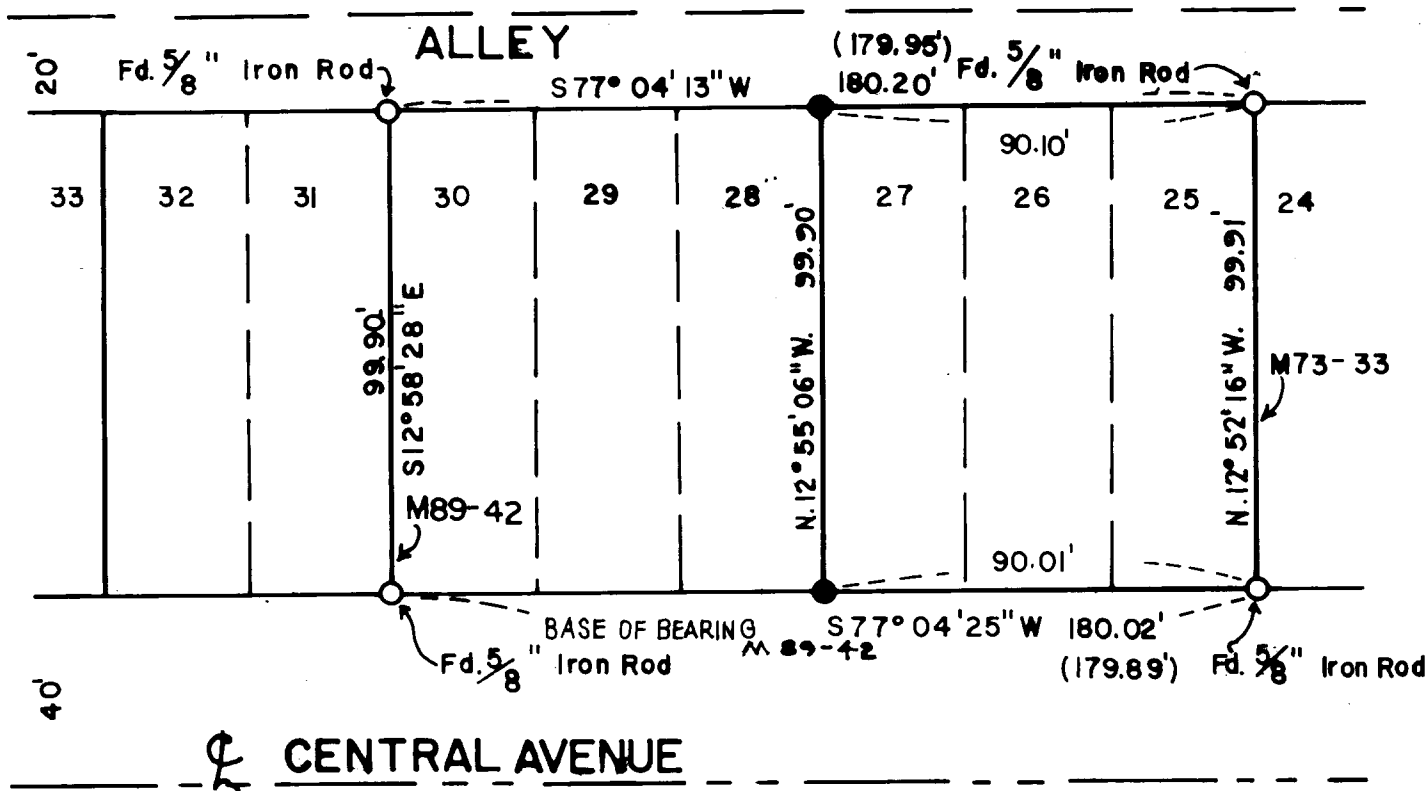 ALLEY
20'
Fd. 5/8" Iron Rod
S77° 04' 13" W
(179.95')
180.20'
Fd. 5/8" Iron Rod
90.10'
33 32 31 30 29 28 27 26 25 24
99.90'
S12° 58' 28" E
N. 12° 55' 06" W. 99.90'
N. 12° 52' 16" W. 99.91'
M73-33
M89-42
90.01'
BASE OF BEARING
M 89-42
S77° 04' 25" W 180.02'
(179.89')
Fd. 5/8" Iron Rod
Fd. 5/8" Iron Rod
40'
℄ CENTRAL AVENUE